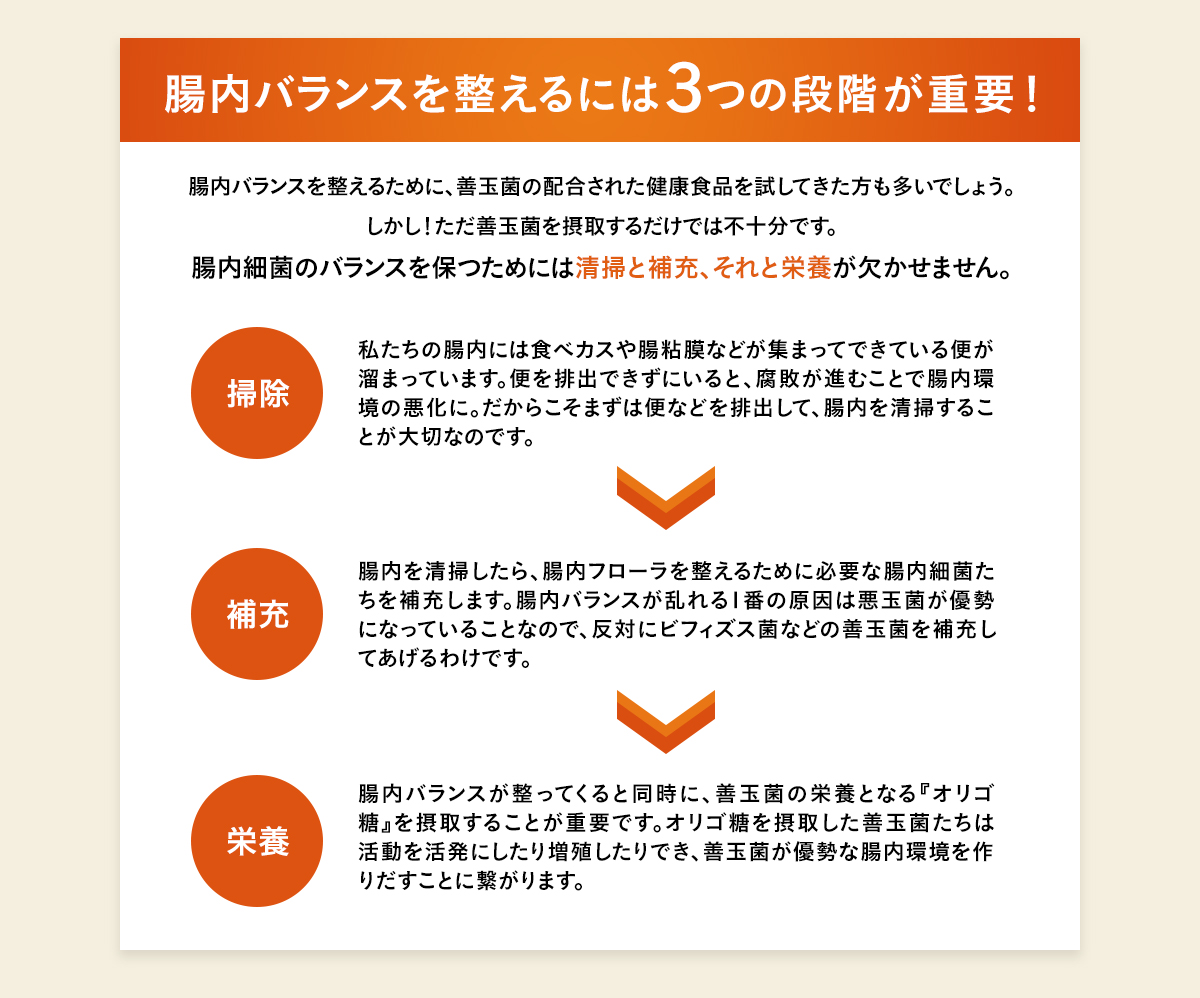 腸内バランスを整えるには3つの段階が重要！
腸内バランスを整えるために、善玉菌の配合された健康食品を試してきた方も多いでしょう。
しかし！ただ善玉菌を摂取するだけでは不十分です。
腸内細菌のバランスを保つためには清掃と補充、それと栄養が欠かせません。
掃除
私たちの腸内には食べカスや腸粘膜などが集まってできている便が
溜まっています。便を排出できずにいると、腐敗が進むことで腸内環
境の悪化に。だからこそまずは便などを排出して、腸内を清掃するこ
とが大切なのです。
補充
腸内を清掃したら、腸内フローラを整えるために必要な腸内細菌た
ちを補充します。腸内バランスが乱れる1番の原因は悪玉菌が優勢
になっていることなので、反対にビフィズス菌などの善玉菌を補充し
てあげるわけです。
栄養
腸内バランスが整ってくると同時に、善玉菌の栄養となる『オリゴ
糖』を摂取することが重要です。オリゴ糖を摂取した善玉菌たちは
活動を活発にしたり増殖したりでき、善玉菌が優勢な腸内環境を作
りだすことに繋がります。